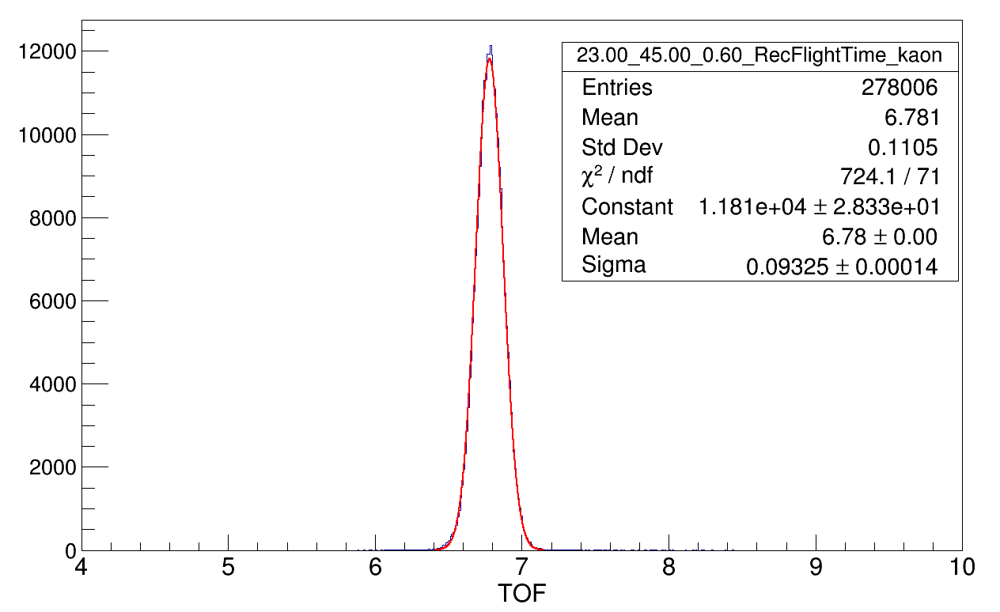 23.00_45.00_0.60_RecFlightTime_kaon
Entries 278006
Mean 6.781
Std Dev 0.1105
χ² / ndf 724.1 / 71
Constant 1.181e+04 ± 2.833e+01
Mean 6.78 ± 0.00
Sigma 0.09325 ± 0.00014
12000
10000
8000
6000
4000
2000
0
4 5 6 7 8 9 10
TOF